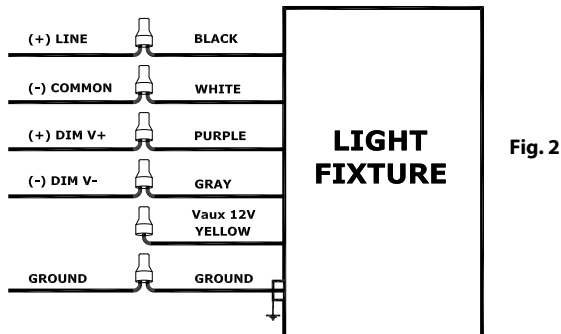 (+) LINE BLACK
(-) COMMON WHITE
(+) DIM V+ PURPLE
(-) DIM V- GRAY
Vaux 12V
YELLOW
GROUND GROUND
LIGHT
FIXTURE
Fig. 2